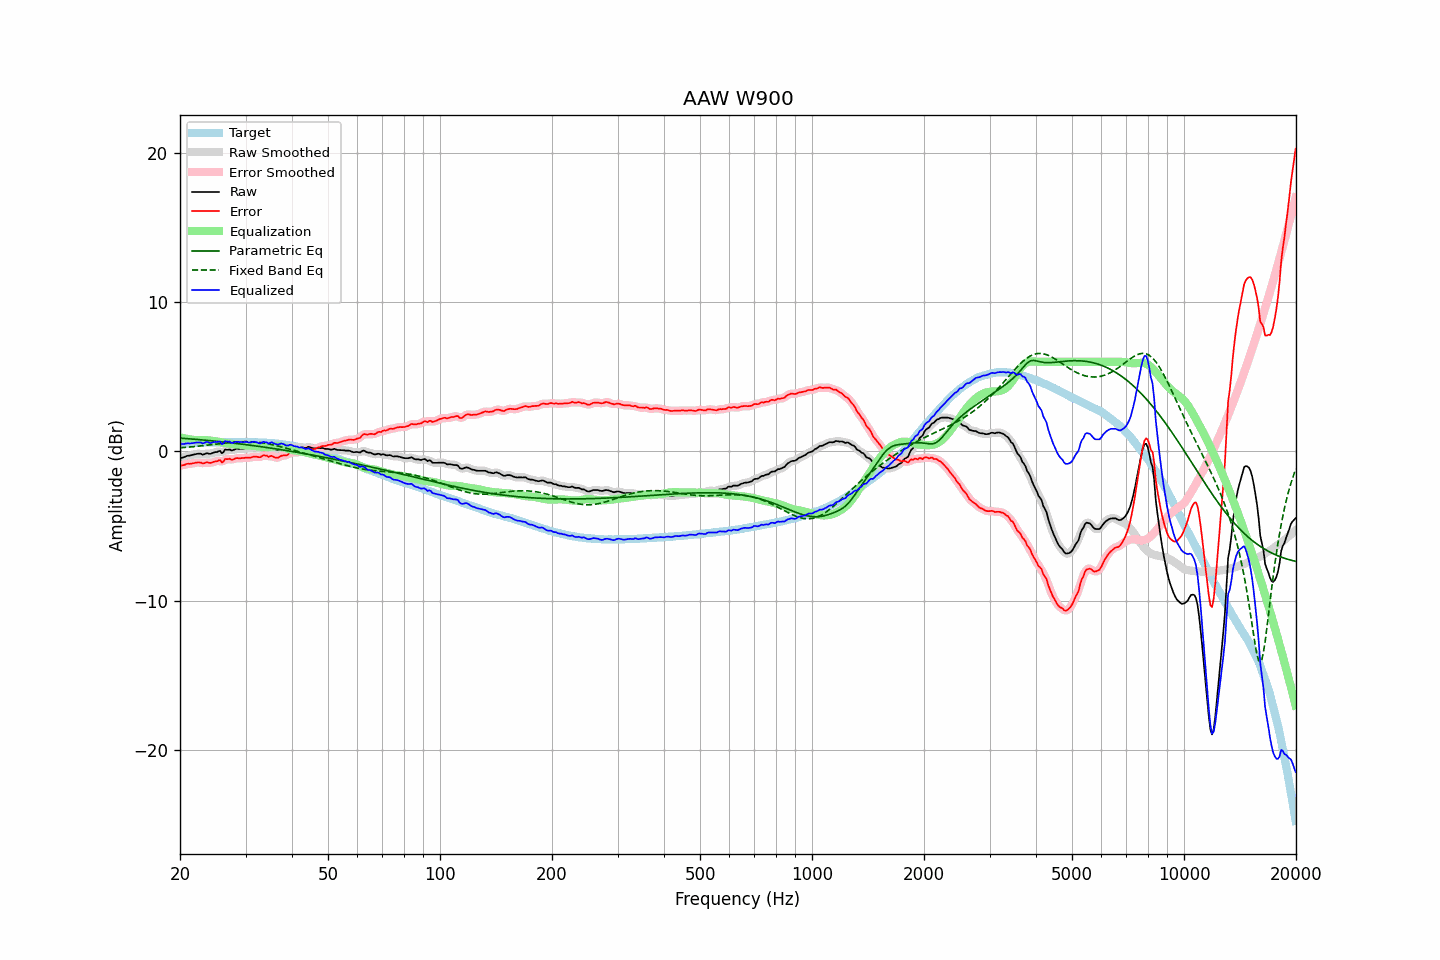 AAW W900
Target
Raw Smoothed
Error Smoothed
Raw
Error
Equalization
Parametric Eq
Fixed Band Eq
Equalized
20
10
0
−10
−20
Amplitude (dBr)
20 50 100 200 500 1000 2000 5000 10000 20000
Frequency (Hz)